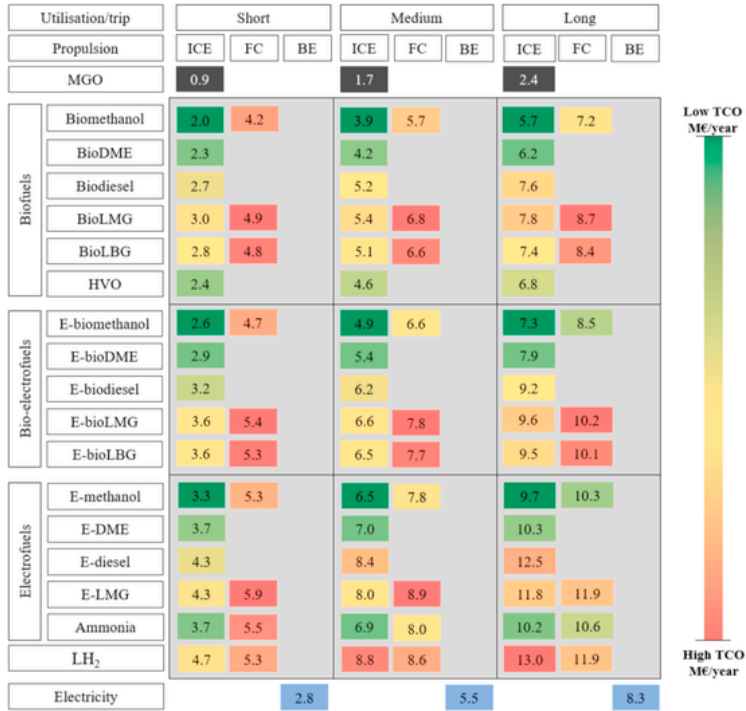 Utilisation/trip Short Medium Long
Propulsion ICE FC BE ICE FC BE ICE FC BE
MGO 0.9 1.7 2.4
Low TCO
M€/year
Biofuels
Biomethanol 2.0 4.2 3.9 5.7 5.7 7.2
BioDME 2.3 4.2 6.2
Biodiesel 2.7 5.2 7.6
BioLMG 3.0 4.9 5.4 6.8 7.8 8.7
BioLBG 2.8 4.8 5.1 6.6 7.4 8.4
HVO 2.4 4.6 6.8
Bio-electrofuels
E-biomethanol 2.6 4.7 4.9 6.6 7.3 8.5
E-bioDME 2.9 5.4 7.9
E-biodiesel 3.2 6.2 9.2
E-bioLMG 3.6 5.4 6.6 7.8 9.6 10.2
E-bioLBG 3.6 5.3 6.5 7.7 9.5 10.1
Electrofuels
E-methanol 3.3 5.3 6.5 7.8 9.7 10.3
E-DME 3.7 7.0 10.3
E-diesel 4.3 8.4 12.5
E-LMG 4.3 5.9 8.0 8.9 11.8 11.9
Ammonia 3.7 5.5 6.9 8.0 10.2 10.6
LH₂ 4.7 5.3 8.8 8.6 13.0 11.9
High TCO
M€/year
Electricity 2.8 5.5 8.3